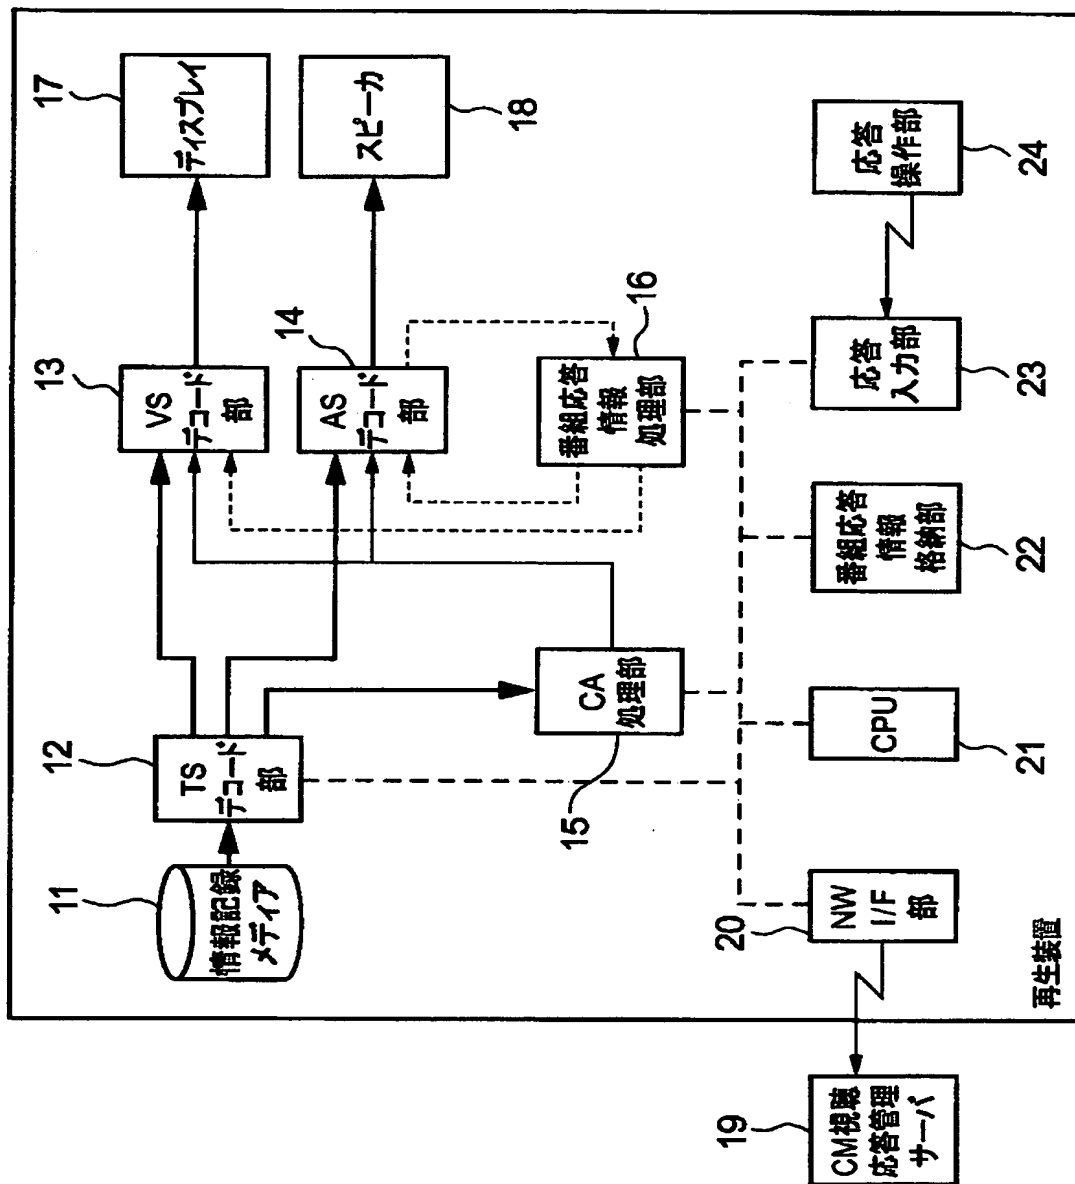 17
ディスプレイ
スピーカ
18
13
VS
デコード
部
14
AS
デコード
部
16
番組応答
情報
処理部
24
応答
操作部
23
応答
入力部
22
番組応答
情報
格納部
12
TS
デコード
部
15
CA
処理部
21
CPU
11
情報記録
メディア
20
NW
I/F
部
再生装置
19
CM視聴
応答管理
サーバ